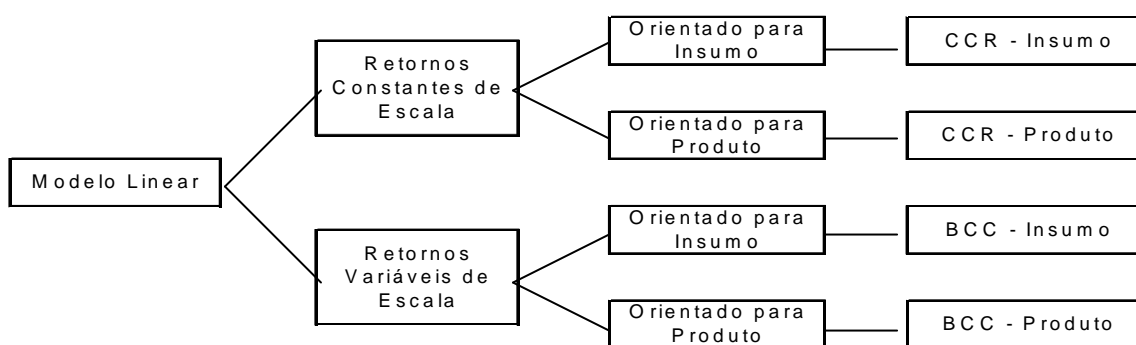 Modelo Linear
Retornos
Constantes de
Escala
Retornos
Variáveis de
Escala
Orientado para
Insumo
Orientado para
Produto
Orientado para
Insumo
Orientado para
Produto
CCR - Insumo
CCR - Produto
BCC - Insumo
BCC - Produto